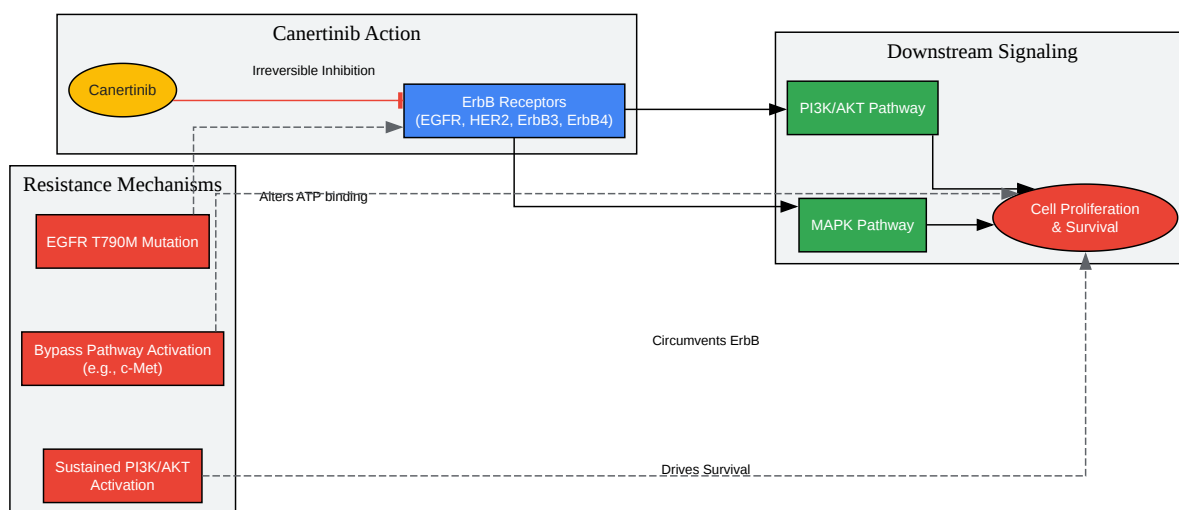 Canertinib Action
Irreversible Inhibition
Canertinib
ErbB Receptors
(EGFR, HER2, ErbB3, ErbB4)
Downstream Signaling
PI3K/AKT Pathway
MAPK Pathway
Cell Proliferation
& Survival
Resistance Mechanisms
Alters ATP binding
EGFR T790M Mutation
Bypass Pathway Activation
(e.g., c-Met)
Circumvents ErbB
Sustained PI3K/AKT
Activation
Drives Survival